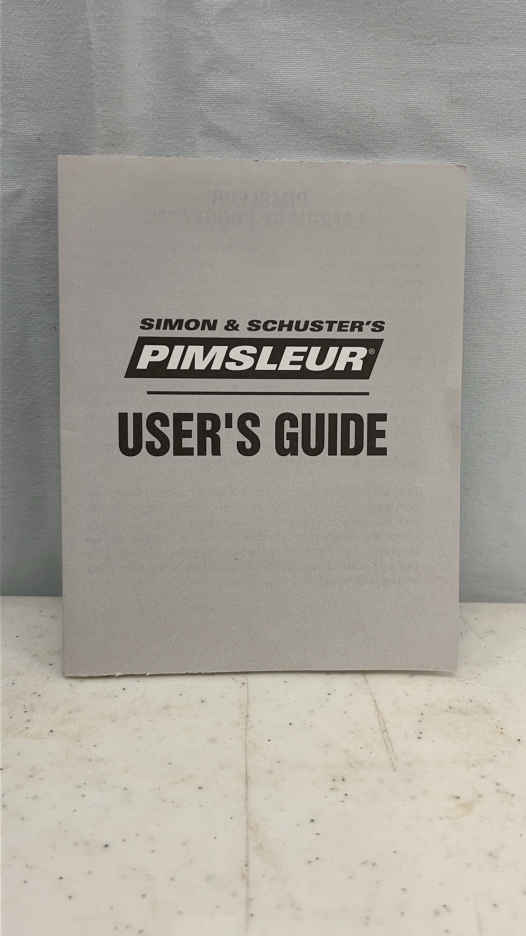 SIMON & SCHUSTER'S
PIMSLEUR®
USER'S GUIDE